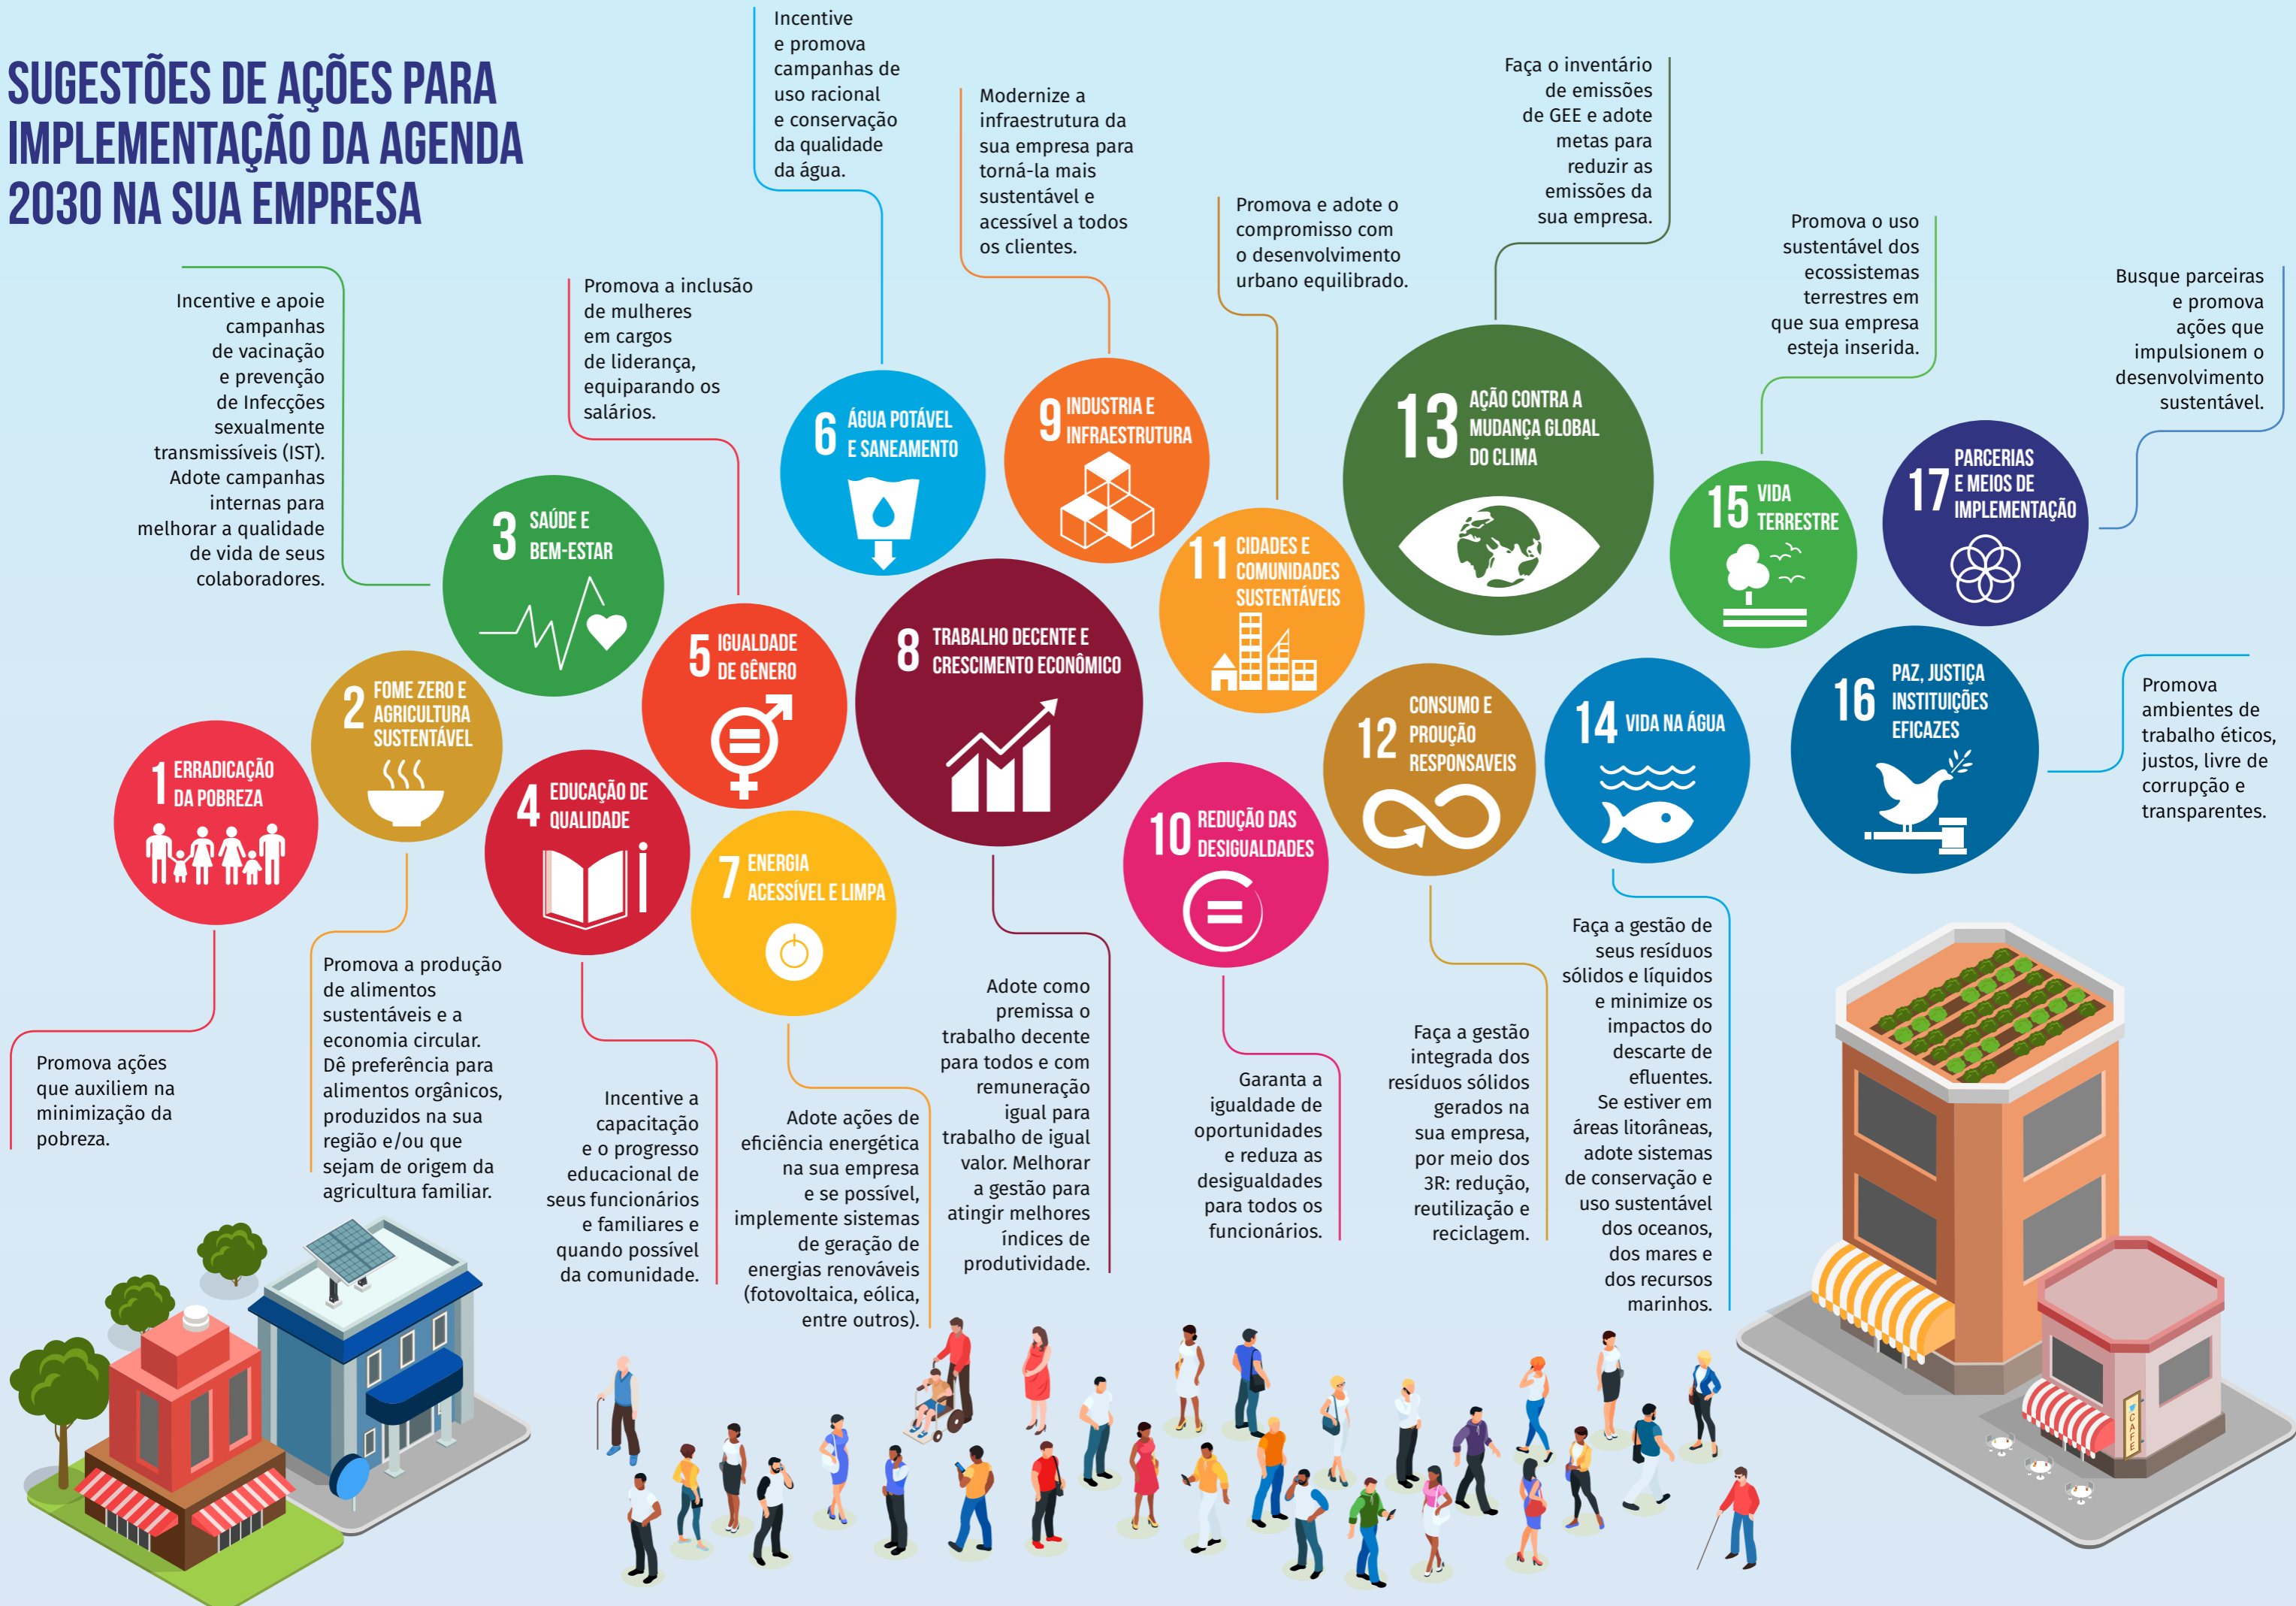 SUGESTÕES DE AÇÕES PARA
IMPLEMENTAÇÃO DA AGENDA
2030 NA SUA EMPRESA
1 ERRADICAÇÃO
DA POBREZA
Promova ações
que auxiliem na
minimização da
pobreza.
2 FOME ZERO E
AGRICULTURA
SUSTENTÁVEL
Promova a produção
de alimentos
sustentáveis e a
economia circular.
Dê preferência para
alimentos orgânicos,
produzidos na sua
região e/ou que
sejam de origem da
agricultura familiar.
Incentive e apoie
campanhas
de vacinação
e prevenção
de Infecções
sexualmente
transmissíveis (IST).
Adote campanhas
internas para
melhorar a qualidade
de vida de seus
colaboradores.
3 SAÚDE E
BEM-ESTAR
4 EDUCAÇÃO DE
QUALIDADE
Incentive a
capacitação
e o progresso
educacional de
seus funcionários
e familiares e
quando possível
da comunidade.
Promova a inclusão
de mulheres
em cargos
de liderança,
equiparando os
salários.
5 IGUALDADE
DE GÊNERO
Incentive
e promova
campanhas de
uso racional
e conservação
da qualidade
da água.
6 ÁGUA POTÁVEL
E SANEAMENTO
7 ENERGIA
ACESSÍVEL E LIMPA
Adote ações de
eficiência energética
na sua empresa
e se possível,
implemente sistemas
de geração de
energias renováveis
(fotovoltaica, eólica,
entre outros).
8 TRABALHO DECENTE E
CRESCIMENTO ECONÔMICO
Adote como
premissa o
trabalho decente
para todos e com
remuneração
igual para
trabalho de igual
valor. Melhorar
a gestão para
atingir melhores
índices de
produtividade.
Modernize a
infraestrutura da
sua empresa para
torná-la mais
sustentável e
acessível a todos
os clientes.
9 INDUSTRIA E
INFRAESTRUTURA
10 REDUÇÃO DAS
DESIGUALDADES
Garanta a
igualdade de
oportunidades
e reduza as
desigualdades
para todos os
funcionários.
Promova e adote o
compromisso com
o desenvolvimento
urbano equilibrado.
11 CIDADES E
COMUNIDADES
SUSTENTÁVEIS
12 CONSUMO E
PROUÇÃO
RESPONSAVEIS
Faça a gestão
integrada dos
resíduos sólidos
gerados na
sua empresa,
por meio dos
3R: redução,
reutilização e
reciclagem.
Faça o inventário
de emissões
de GEE e adote
metas para
reduzir as
emissões da
sua empresa.
13 AÇÃO CONTRA A
MUDANÇA GLOBAL
DO CLIMA
14 VIDA NA ÁGUA
Faça a gestão de
seus resíduos
sólidos e líquidos
e minimize os
impactos do
descarte de
efluentes.
Se estiver em
áreas litorâneas,
adote sistemas
de conservação e
uso sustentável
dos oceanos,
dos mares e
dos recursos
marinhos.
Promova o uso
sustentável dos
ecossistemas
terrestres em
que sua empresa
esteja inserida.
15 VIDA
TERRESTRE
16 PAZ, JUSTIÇA
INSTITUIÇÕES
EFICAZES
Promova
ambientes de
trabalho éticos,
justos, livre de
corrupção e
transparentes.
Busque parceiras
e promova
ações que
impulsionem o
desenvolvimento
sustentável.
17 PARCERIAS
E MEIOS DE
IMPLEMENTAÇÃO
CAFE